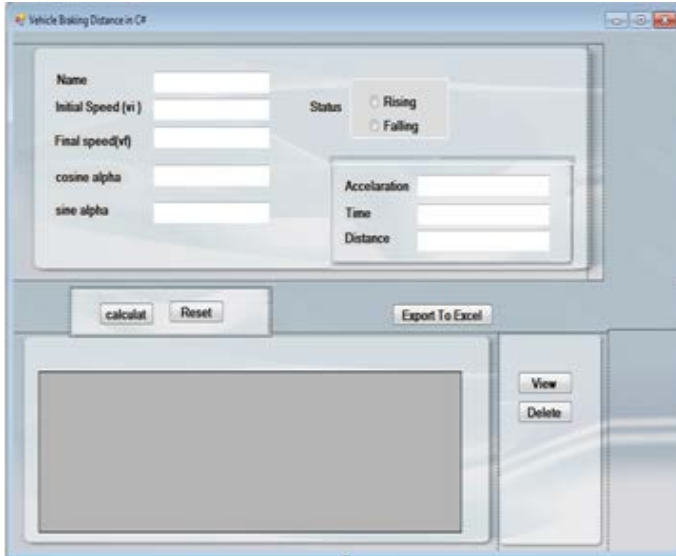 Vehicle Braking Distance in C#
Name
Initial Speed (vi )
Final speed(vf)
cosine alpha
sine alpha
Status
Rising
Falling
Accelaration
Time
Distance
calculat
Reset
Export To Excel
View
Delete